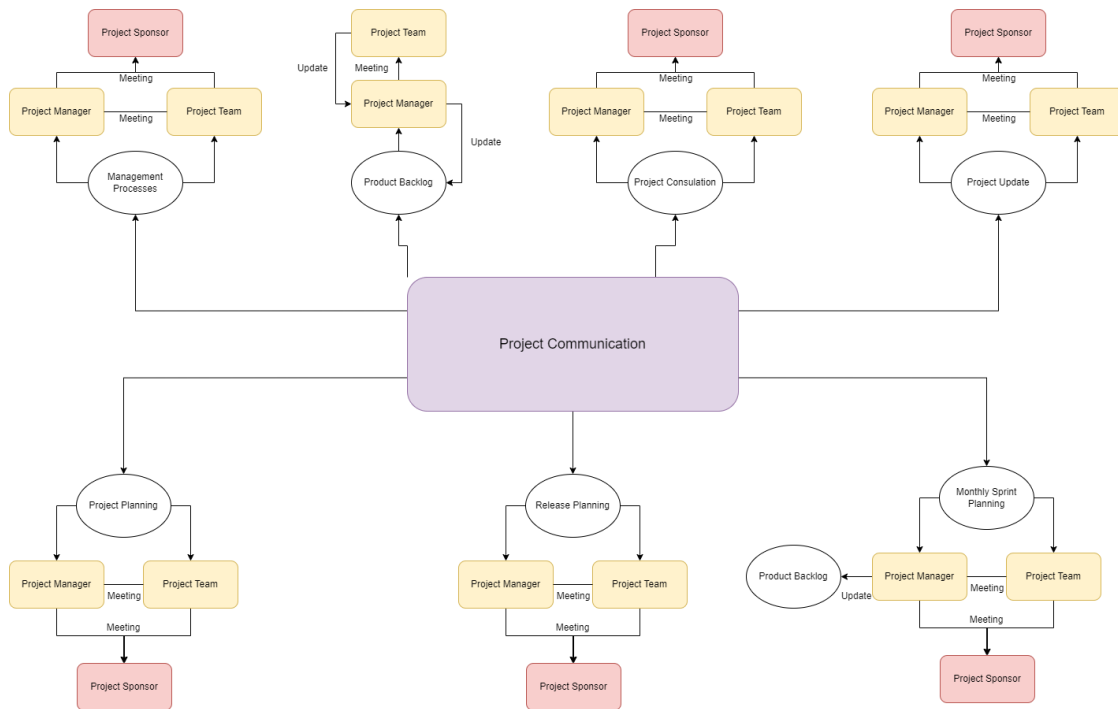 Project Sponsor
Meeting
Project Manager
Meeting
Project Team
Management
Processes
Project Team
Update
Meeting
Project Manager
Update
Product Backlog
Project Sponsor
Meeting
Project Manager
Meeting
Project Team
Project Consulation
Project Sponsor
Meeting
Project Manager
Meeting
Project Team
Project Update
Project Communication
Project Planning
Project Manager
Meeting
Project Team
Meeting
Project Sponsor
Release Planning
Project Manager
Meeting
Project Team
Meeting
Project Sponsor
Monthly Sprint
Planning
Product Backlog
Update
Project Manager
Meeting
Project Team
Meeting
Project Sponsor